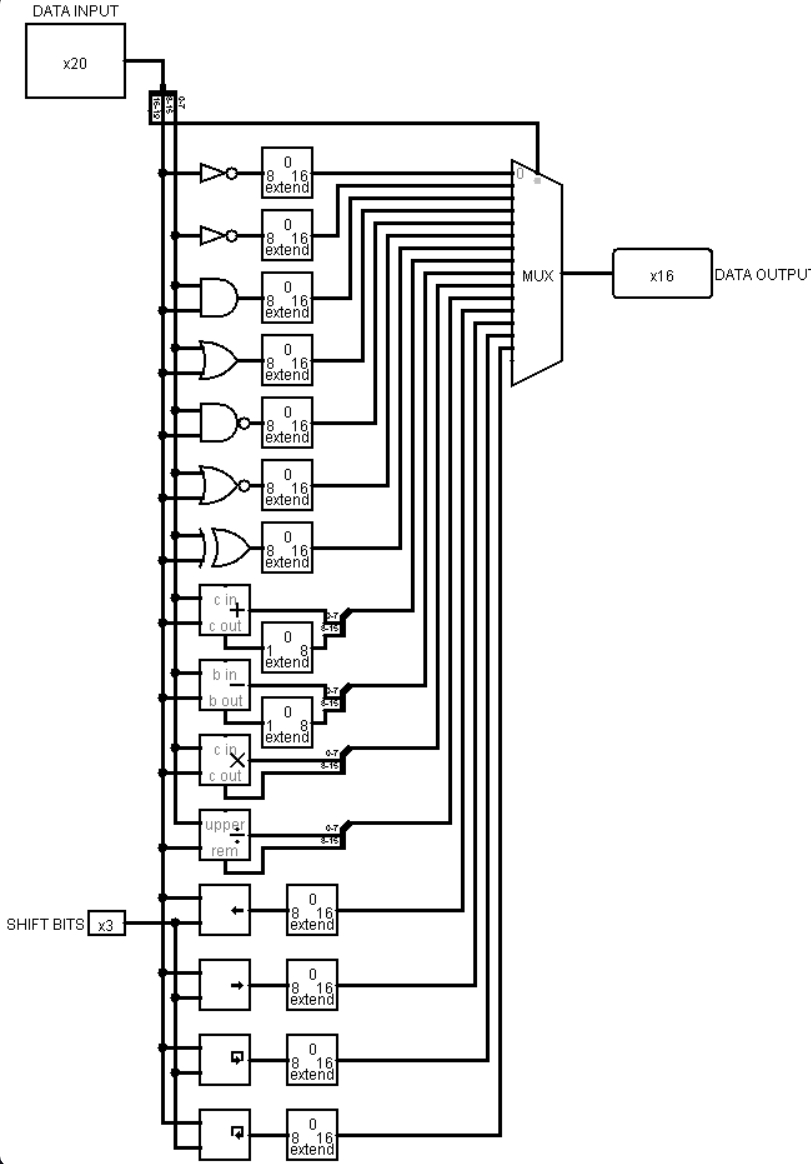 DATA INPUT
x20
16-19 8-15 0-7
0
8 16
extend
0
MUX
x16
DATA OUTPUT
0
8 16
extend
0
8 16
extend
0
8 16
extend
0
8 16
extend
0
8 16
extend
0
8 16
extend
c in
+
c out
0-7
8-15
0
1 8
extend
b in
−
b out
0-7
8-15
0
1 8
extend
c in
×
c out
0-7
8-15
upper
÷
rem
0-7
8-15
SHIFT BITS
x3
0
8 16
extend
0
8 16
extend
0
8 16
extend
0
8 16
extend